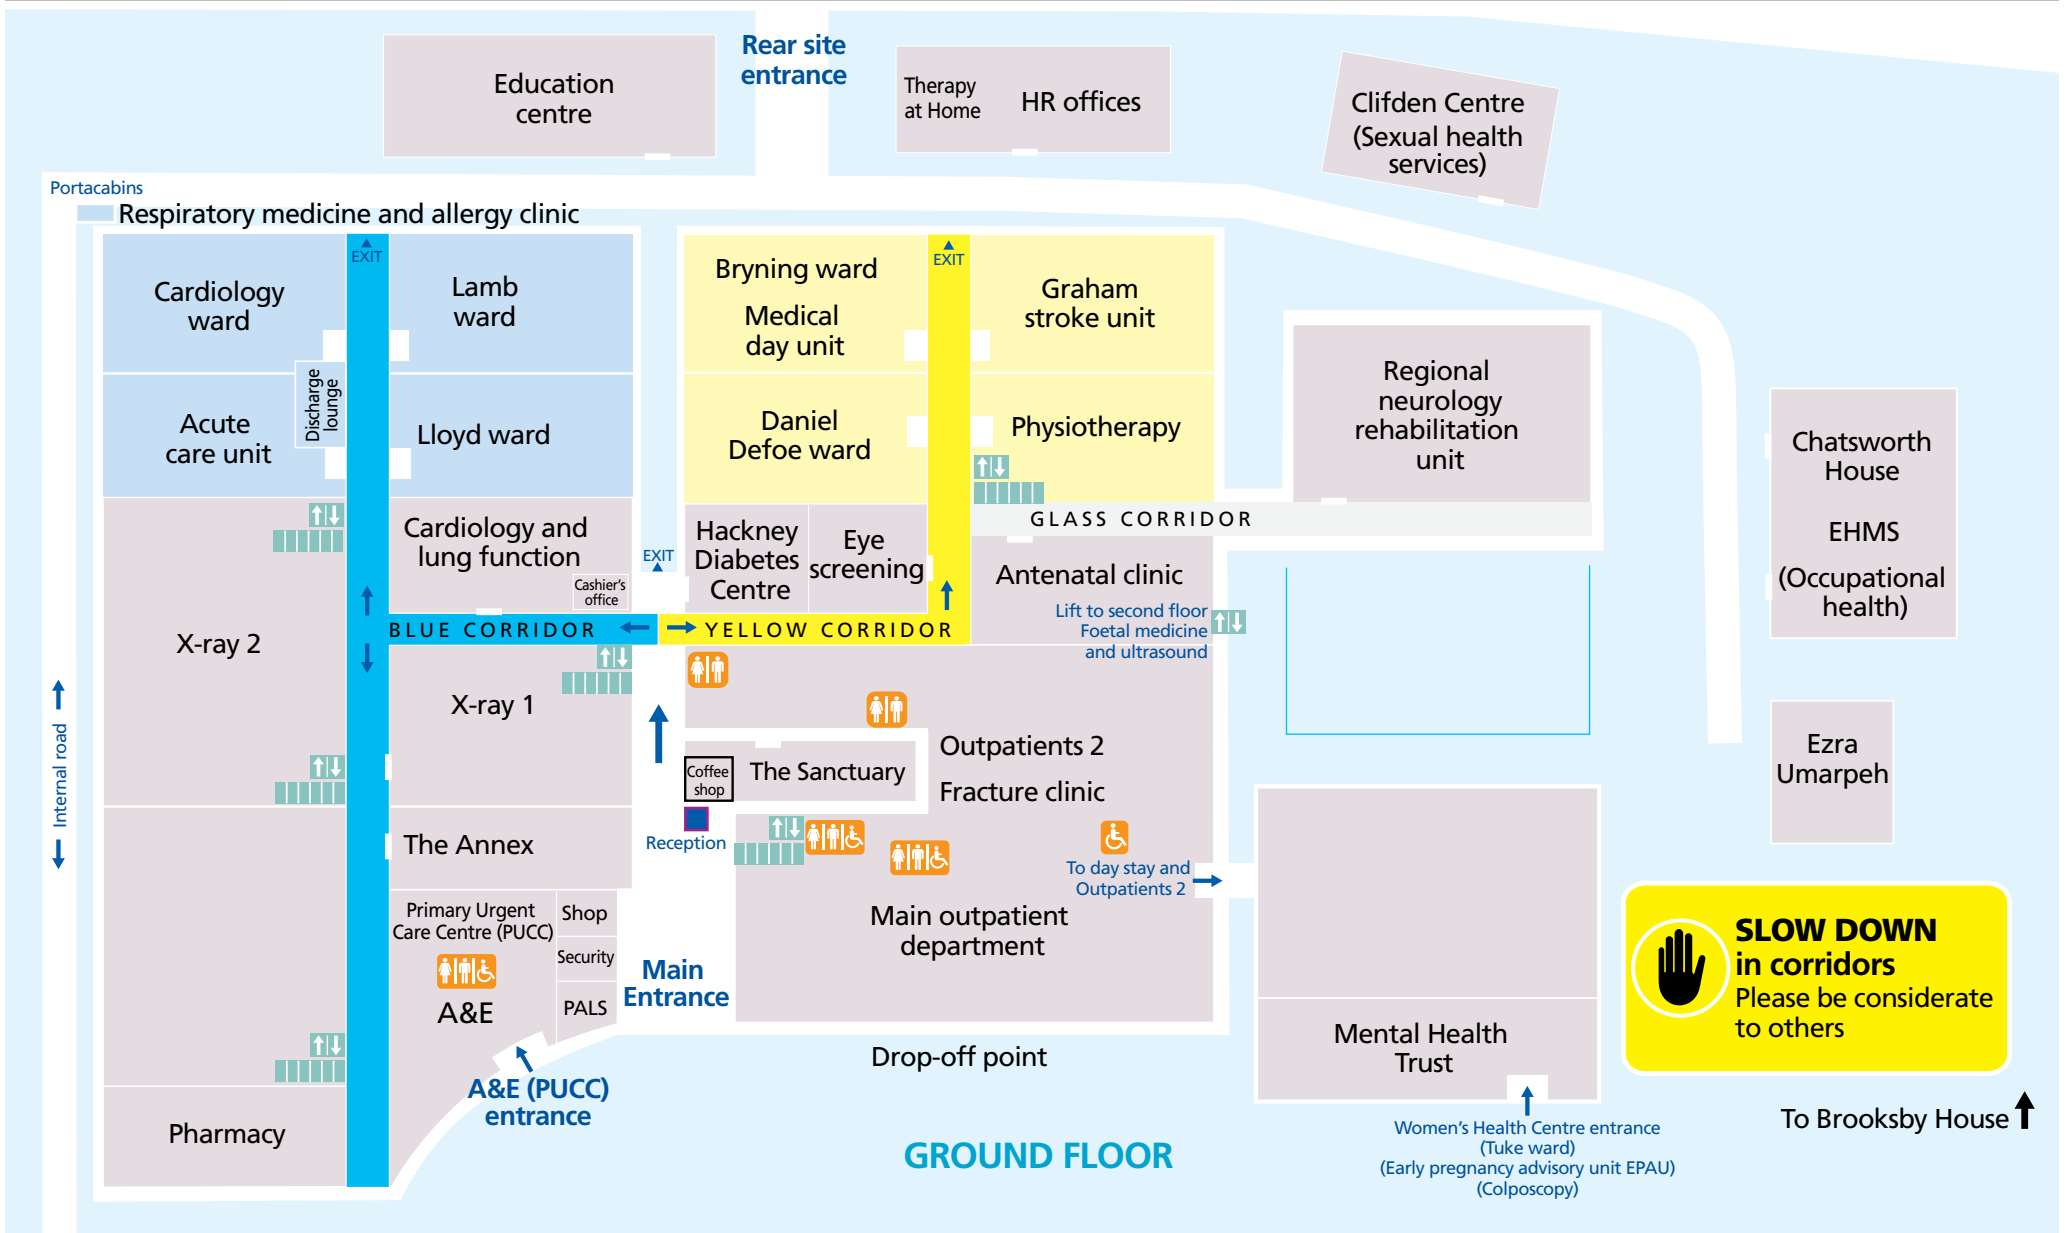 Rear site
entrance
Education
centre
Therapy
at Home
HR offices
Clifden Centre
(Sexual health
services)
Portacabins
Respiratory medicine and allergy clinic
EXIT
Cardiology
ward
Lamb
ward
Discharge
lounge
Acute
care unit
Lloyd ward
Bryning ward
Medical
day unit
EXIT
Graham
stroke unit
Daniel
Defoe ward
Physiotherapy
Regional
neurology
rehabilitation
unit
Chatsworth
House
EHMS
(Occupational
health)
GLASS CORRIDOR
Cardiology and
lung function
Cashier's
office
EXIT
Hackney
Diabetes
Centre
Eye
screening
Antenatal clinic
Lift to second floor
Foetal medicine
and ultrasound
BLUE CORRIDOR
YELLOW CORRIDOR
X-ray 2
X-ray 1
Internal road
Coffee
shop
The Sanctuary
Outpatients 2
Fracture clinic
Ezra
Umarpeh
Reception
The Annex
To day stay and
Outpatients 2
Primary Urgent
Care Centre (PUCC)
Shop
Security
PALS
A&E
Main
Entrance
Main outpatient
department
SLOW DOWN
in corridors
Please be considerate
to others
Mental Health
Trust
Drop-off point
A&E (PUCC)
entrance
Pharmacy
GROUND FLOOR
Women's Health Centre entrance
(Tuke ward)
(Early pregnancy advisory unit EPAU)
(Colposcopy)
To Brooksby House